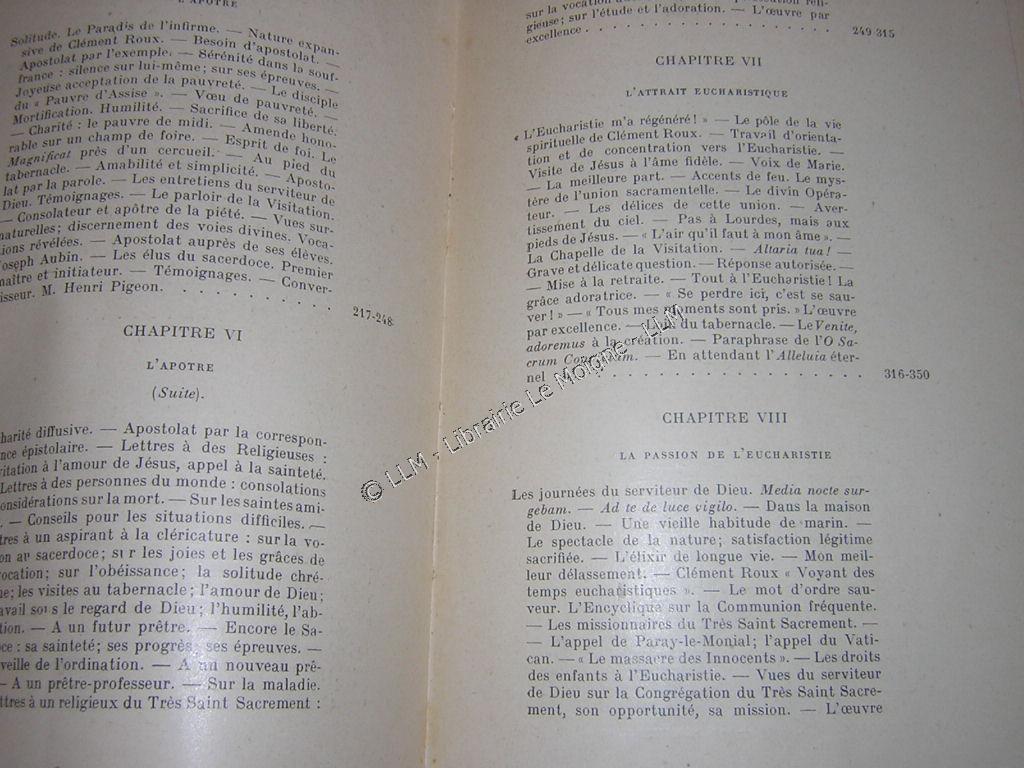 L'APOTRE
Solitude. Le Paradis de l'infirme. — Nature expan-
sive de Clément Roux. — Besoin d'apostolat. —
Apostolat par l'exemple. — Sérénité dans la souf-
france : silence sur lui-même; sur ses épreuves. —
Joyeuse acceptation de la pauvreté. — Le disciple
du « Pauvre d'Assise ». — Vœu de pauvreté. —
Mortification. Humilité. — Sacrifice de sa liberté.
— Charité : le pauvre de midi. — Amende hono-
rable sur un champ de foire. — Esprit de foi. Le
Magnificat près d'un cercueil. — Au pied du
tabernacle. — Amabilité et simplicité. — Aposto-
lat par la parole. — Les entretiens du serviteur de
Dieu. Témoignages. — Le parloir de la Visitation.
— Consolateur et apôtre de la piété. — Vues sur-
naturelles; discernement des voies divines. Voca-
ions révélées. — Apostolat auprès de ses élèves.
oseph Aubin. — Les élus du sacerdoce. Premier
maître et initiateur. — Témoignages. — Conver-
isseur. M. Henri Pigeon. . . . . . . . . . . 217-248
CHAPITRE VI
L'APOTRE
(Suite).
harité diffusive. — Apostolat par la correspon-
nce épistolaire. — Lettres à des Religieuses :
itation à l'amour de Jésus, appel à la sainteté.
Lettres à des personnes du monde : consolations
onsidérations sur la mort. — Sur les saintes ami-
. — Conseils pour les situations difficiles. —
tres à un aspirant à la cléricature : sur la vo-
on au sacerdoce; sur les joies et les grâces de
ocation; sur l'obéissance; la solitude chré-
ne; les visites au tabernacle; l'amour de Dieu;
avail sous le regard de Dieu; l'humilité, l'ab-
tion. — A un futur prêtre. — Encore le Sa-
ce : sa sainteté; ses progrès, ses épreuves. —
veille de l'ordination. — A un nouveau prê-
— A un prêtre-professeur. — Sur la maladie.
ttres à un religieux du Très Saint Sacrement :
sur la vocation
gieuse; sur l'étude et l'adoration. — L'œuvre par
excellence . . . . . . . . . . . . . . . 249-315
CHAPITRE VII
L'ATTRAIT EUCHARISTIQUE
« L'Eucharistie m'a régénéré! » — Le pôle de la vie
spirituelle de Clément Roux. — Travail d'orienta-
tion et de concentration vers l'Eucharistie. —
Visite de Jésus à l'âme fidèle. — Voix de Marie.
— La meilleure part. — Accents de feu. Le mys-
tère de l'union sacramentelle. — Le divin Opéra-
teur. — Les délices de cette union. — Aver-
tissement du ciel. — Pas à Lourdes, mais aux
pieds de Jésus. — « L'air qu'il faut à mon âme ». —
La Chapelle de la Visitation. — Altaria tua! —
Grave et délicate question. — Réponse autorisée. —
— Mise à la retraite. — Tout à l'Eucharistie! La
grâce adoratrice. — « Se perdre ici, c'est se sau-
ver! » — « Tous mes moments sont pris. » L'œuvre
par excellence. — du tabernacle. — Le Venite,
adoremus à la création. — Paraphrase de l'O Sa-
crum Convivium. — En attendant l'Alleluia éter-
nel . . . . . . . . . . . . . . . . . . 316-350
CHAPITRE VIII
LA PASSION DE L'EUCHARISTIE
Les journées du serviteur de Dieu. Media nocte sur-
gebam. — Ad te de luce vigilo. — Dans la maison
de Dieu. — Une vieille habitude de marin. —
Le spectacle de la nature; satisfaction légitime
sacrifiée. — L'élixir de longue vie. — Mon meil-
leur délassement. — Clément Roux « Voyant des
temps eucharistiques ». — Le mot d'ordre sau-
veur. L'Encyclique sur la Communion fréquente.
— Les missionnaires du Très Saint Sacrement. —
— L'appel de Paray-le-Monial; l'appel du Vati-
can. — « Le massacre des Innocents ». — Les droits
des enfants à l'Eucharistie. — Vues du serviteur
de Dieu sur la Congrégation du Très Saint Sacre-
ment, son opportunité, sa mission. — L'œuvre
© LLM - Librairie Le Moigne - LLM